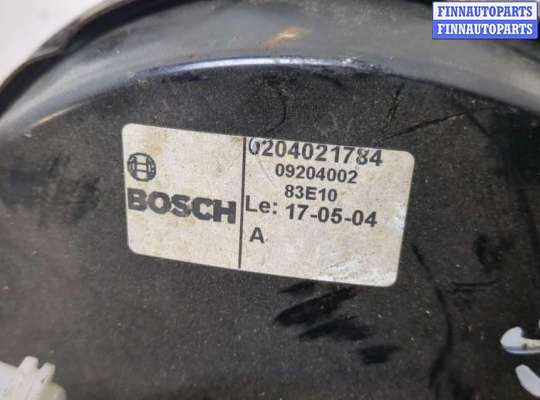 FINNAUTOPARTS
FINNAUTOPARTS
BOSCH
0204021784
09204002
83E10
Le: 17-05-04
A